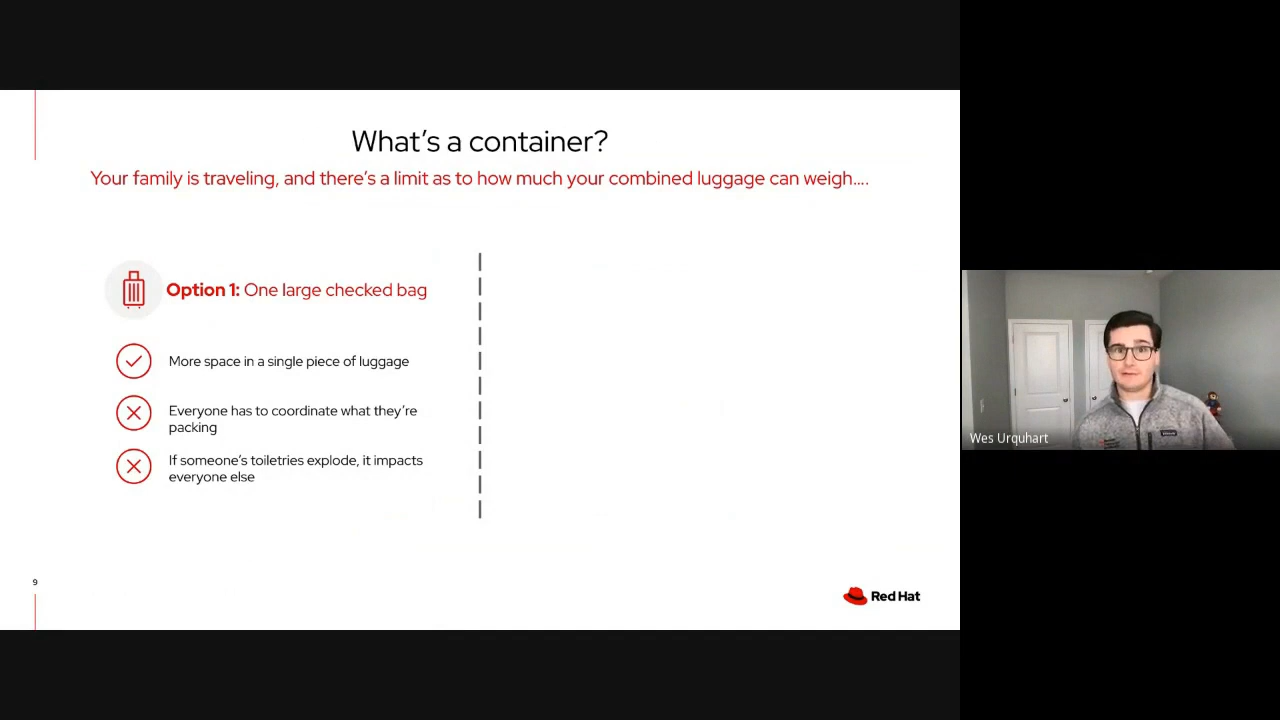 What's a container?
Your family is traveling, and there's a limit as to how much your combined luggage can weigh....
Option 1: One large checked bag
More space in a single piece of luggage
Everyone has to coordinate what they're
packing
If someone's toiletries explode, it impacts
everyone else
9
Red Hat
Wes Urquhart